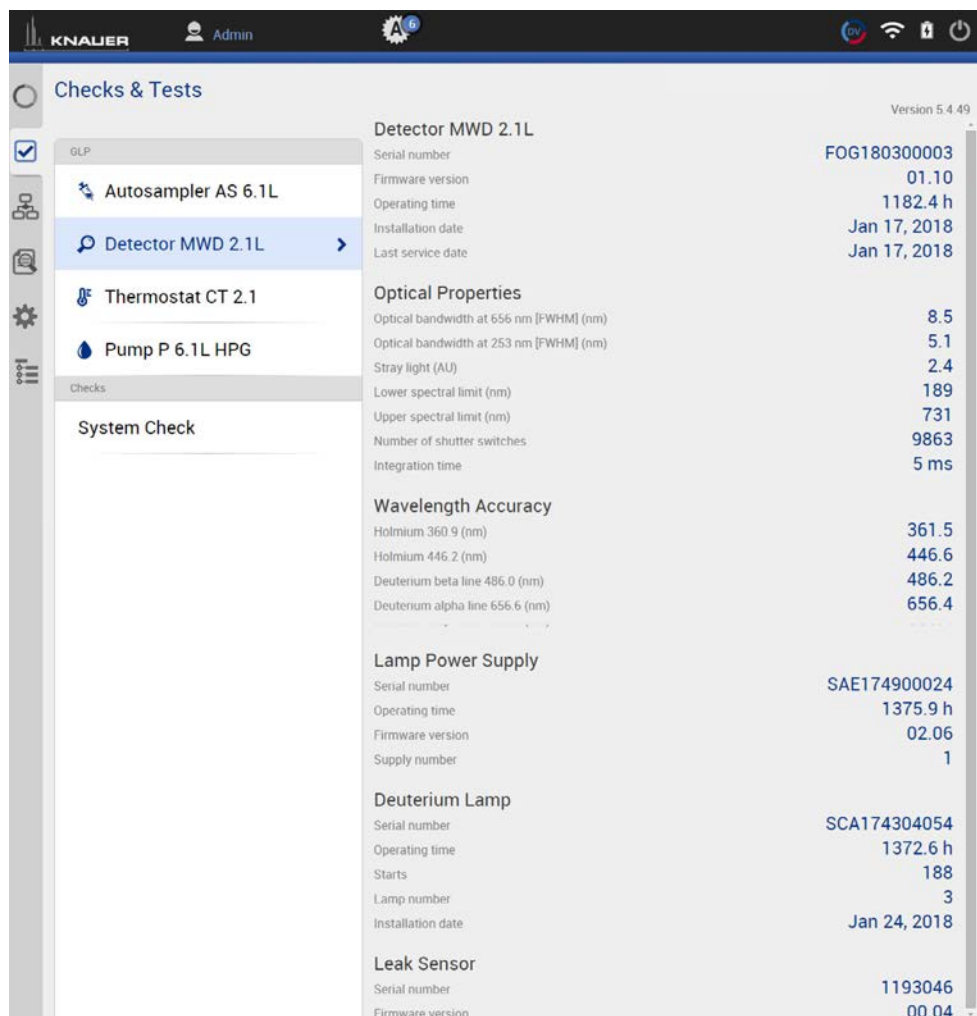 KNAUER
Admin
6
DV
Checks & Tests
Version 5.4.49
GLP
Autosampler AS 6.1L
Detector MWD 2.1L
Thermostat CT 2.1
Pump P 6.1L HPG
Checks
System Check
Detector MWD 2.1L
Serial number FOG180300003
Firmware version 01.10
Operating time 1182.4 h
Installation date Jan 17, 2018
Last service date Jan 17, 2018
Optical Properties
Optical bandwidth at 656 nm [FWHM] (nm) 8.5
Optical bandwidth at 253 nm [FWHM] (nm) 5.1
Stray light (AU) 2.4
Lower spectral limit (nm) 189
Upper spectral limit (nm) 731
Number of shutter switches 9863
Integration time 5 ms
Wavelength Accuracy
Holmium 360.9 (nm) 361.5
Holmium 446.2 (nm) 446.6
Deuterium beta line 486.0 (nm) 486.2
Deuterium alpha line 656.6 (nm) 656.4
Lamp Power Supply
Serial number SAE174900024
Operating time 1375.9 h
Firmware version 02.06
Supply number 1
Deuterium Lamp
Serial number SCA174304054
Operating time 1372.6 h
Starts 188
Lamp number 3
Installation date Jan 24, 2018
Leak Sensor
Serial number 1193046
Firmware version 00.04